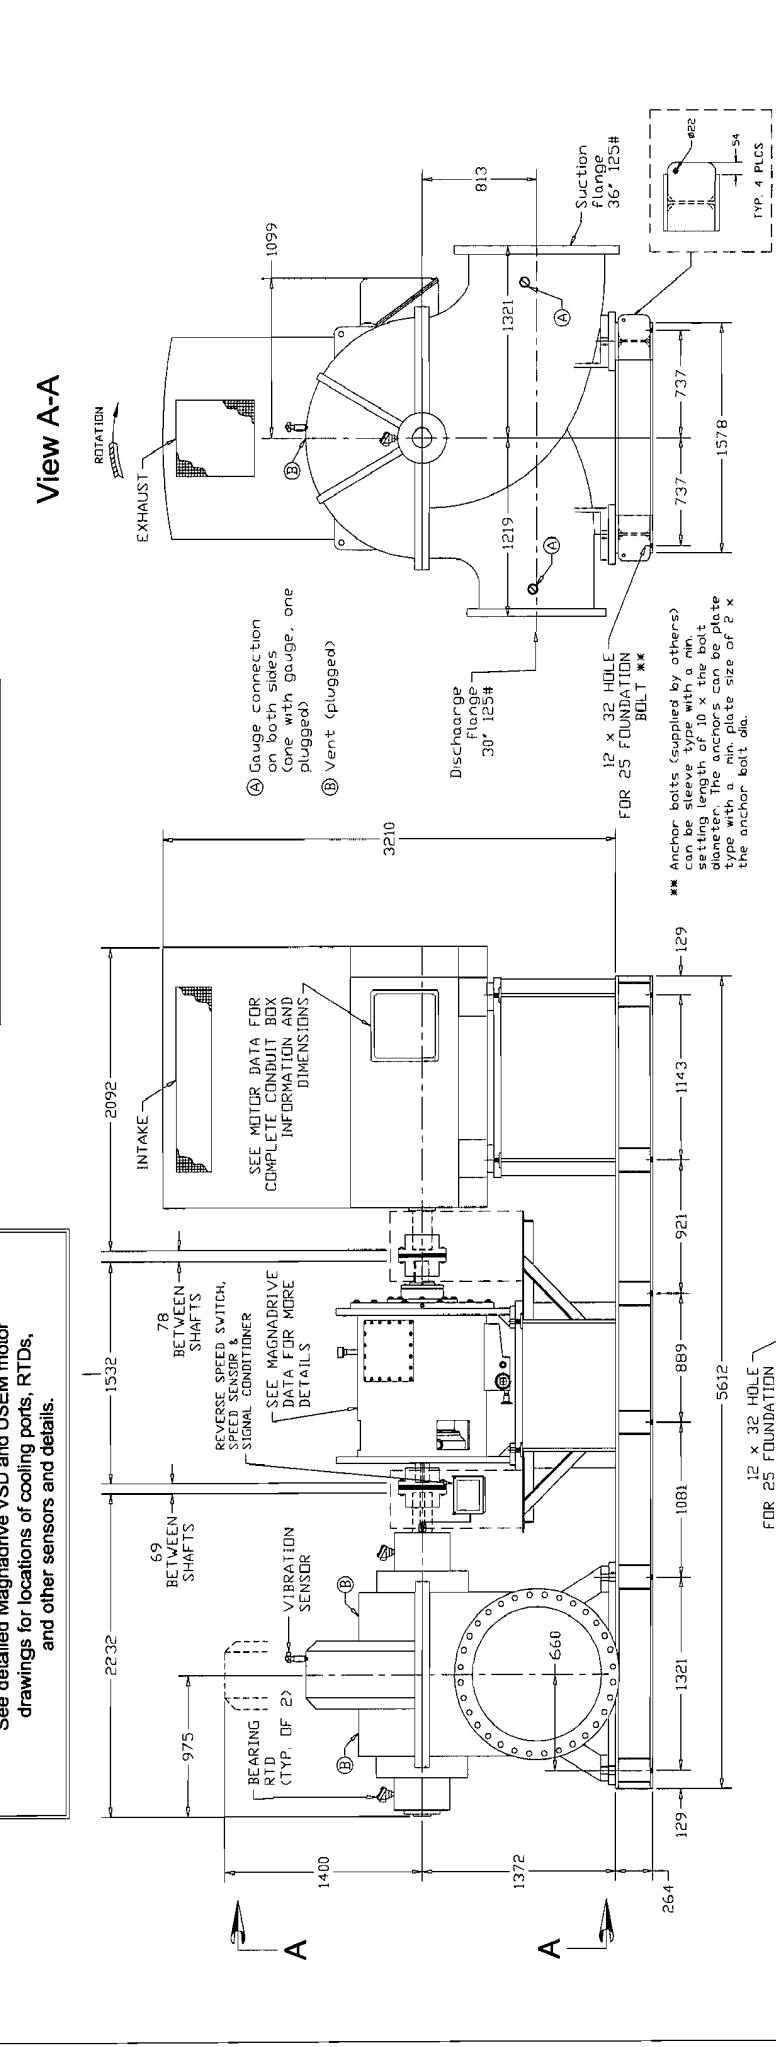 See detailed Magnadrive VSD and USEM motor
drawings for locations of cooling ports, RTDs,
and other sensors and details.
View A-A
ROTATION
EXHAUST
1099
813
Suction
flange
36" 125#
ø22
54
TYP. 4 PLCS
1321
1219
737
737
1578
A
A
B
A Gauge connection
on both sides
(one with gauge, one
plugged)
B Vent (plugged)
Dischaarge
flange
30" 125#
12 x 32 HOLE
FOR 25 FOUNDATION
BOLT **
** Anchor bolts (supplied by others)
can be sleeve type with a min.
setting length of 10 x the bolt
diameter. The anchors can be plate
type with a min. plate size of 2 x
the anchor bolt dia.
2232
69
BETWEEN
SHAFTS
1532
78
BETWEEN
SHAFTS
2092
INTAKE
3210
975
VIBRATION
SENSOR
BEARING
RTD
(TYP. OF 2)
B
B
REVERSE SPEED SWITCH,
SPEED SENSOR &
SIGNAL CONDITIONER
SEE MAGNADRIVE
DATA FOR MORE
DETAILS
SEE MOTOR DATA FOR
COMPLETE CONDUIT BOX
INFORMATION AND
DIMENSIONS
1400
1372
264
A
A
660
129
1321
1081
889
921
1143
129
5612
12 x 32 HOLE
FOR 25 FOUNDATION